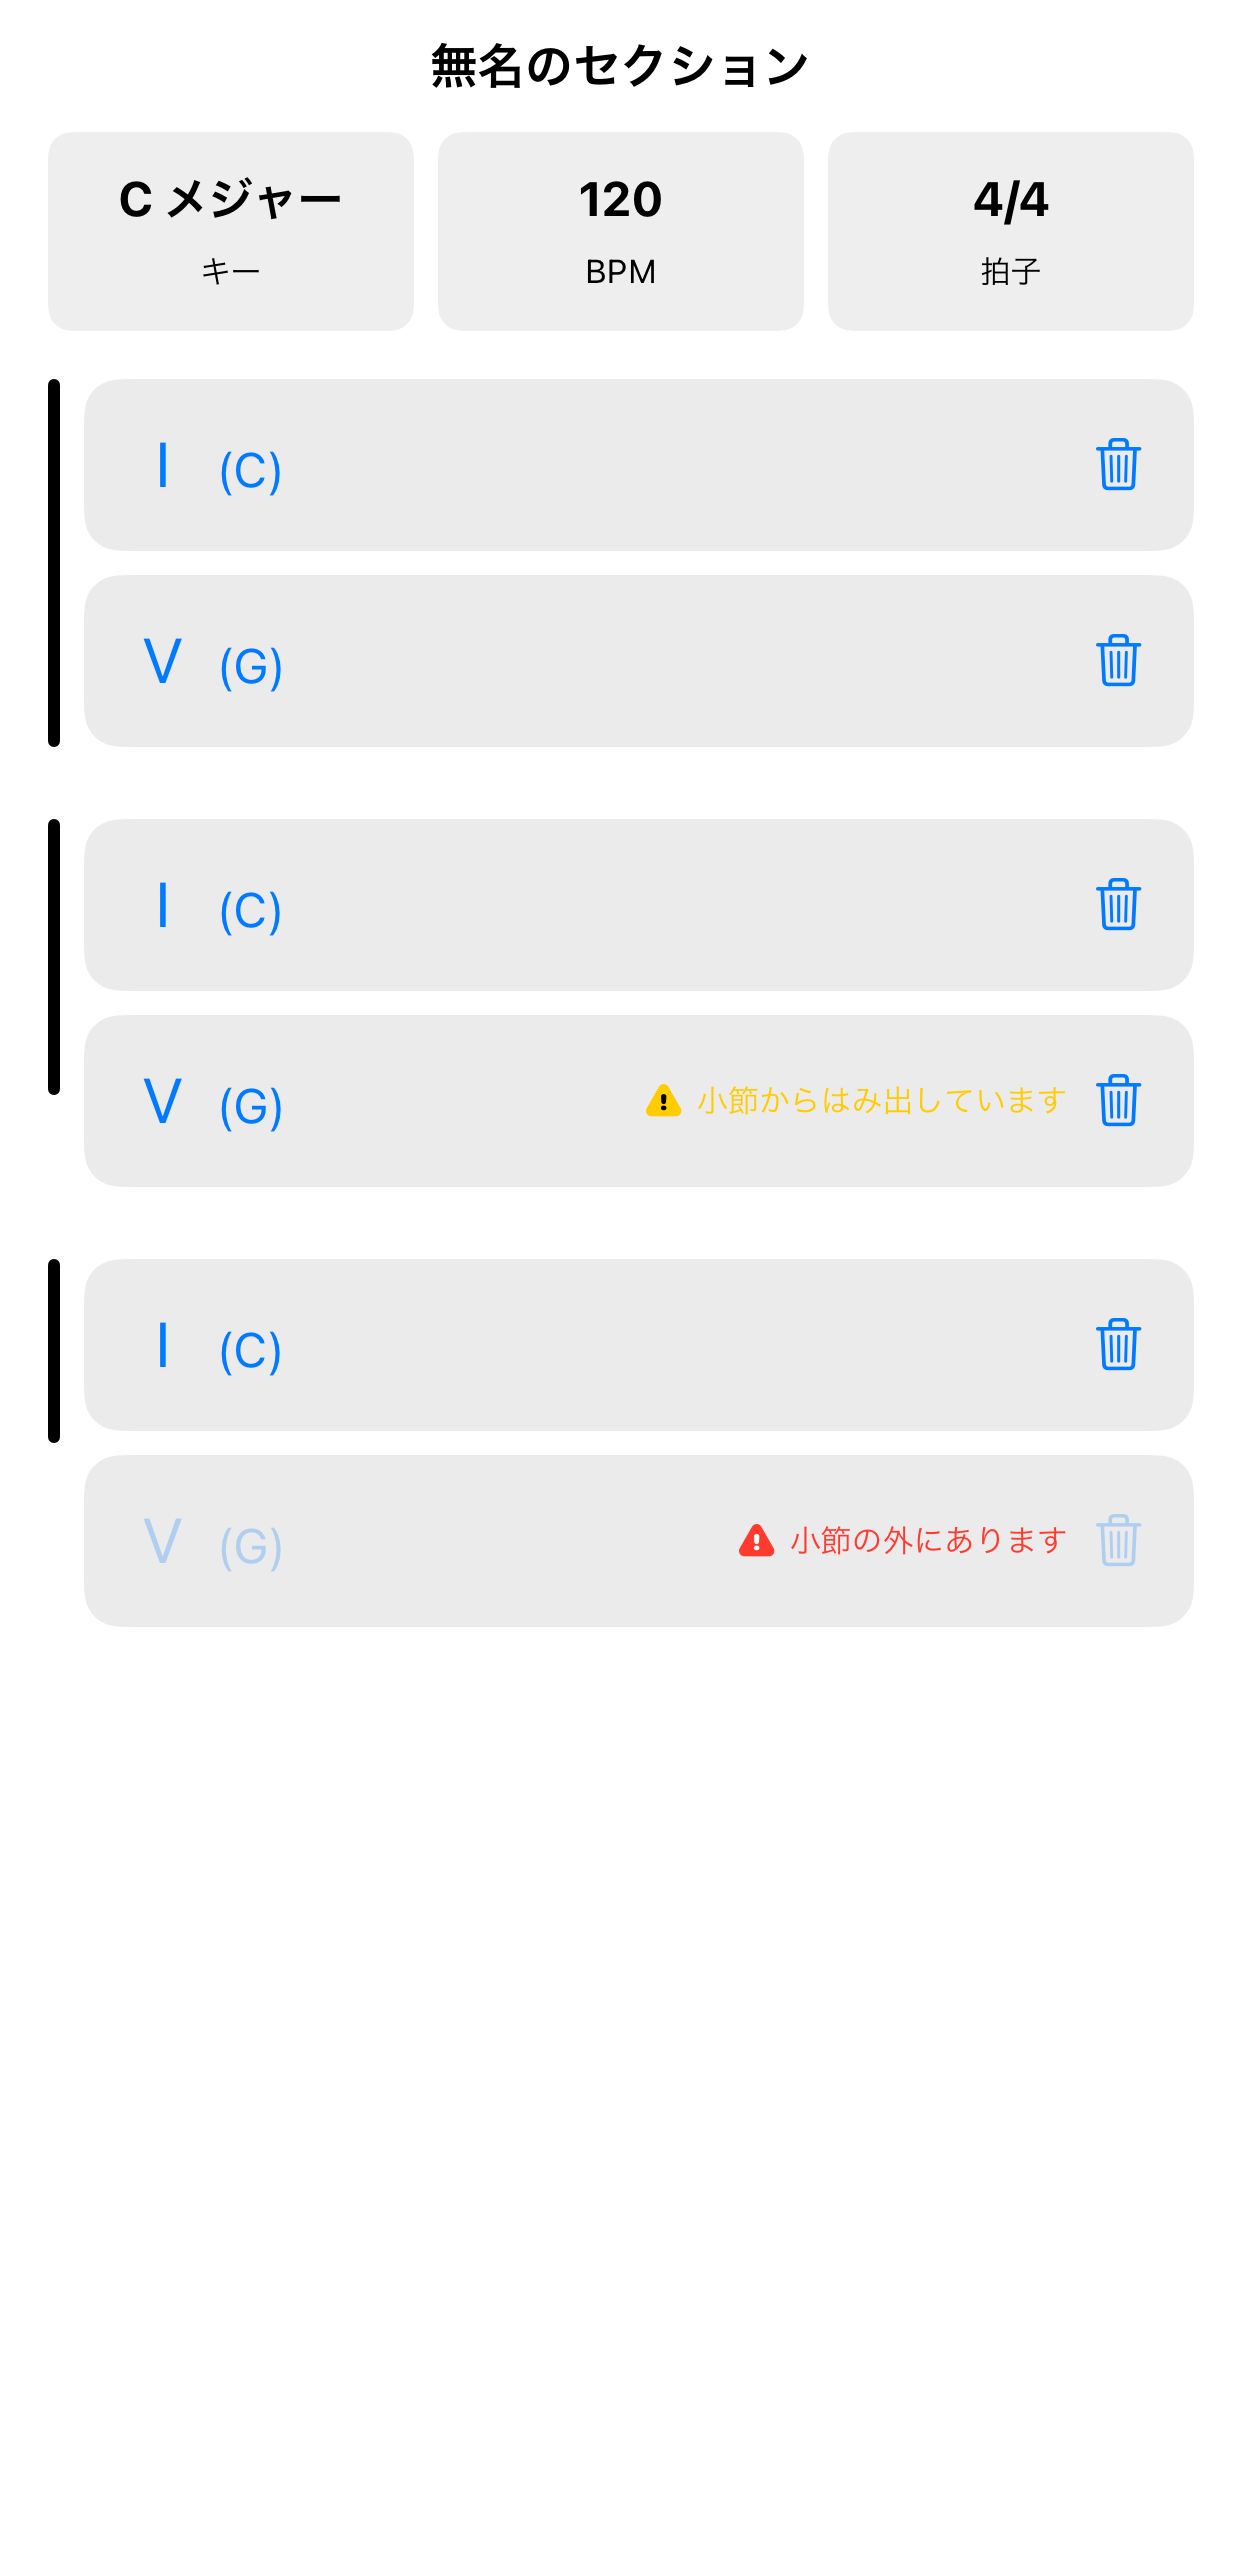 無名のセクション
C メジャー
キー
120
BPM
4/4
拍子
I (C)
V (G)
I (C)
V (G) 小節からはみ出しています
I (C)
V (G) 小節の外にあります